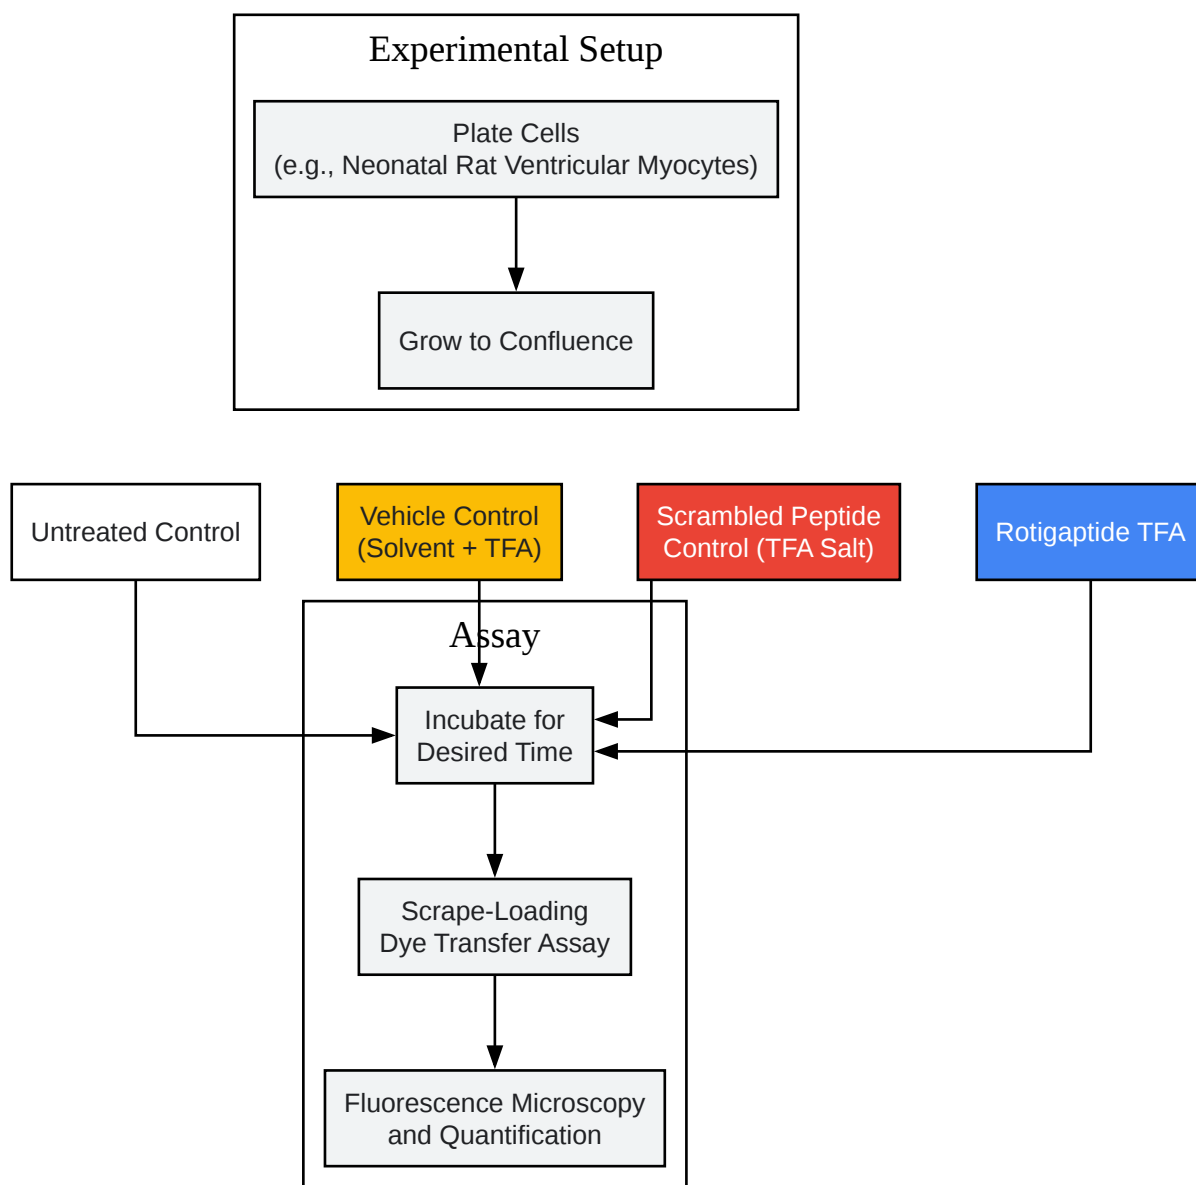 Experimental Setup
Plate Cells
(e.g., Neonatal Rat Ventricular Myocytes)
Grow to Confluence
Untreated Control
Vehicle Control
(Solvent + TFA)
Scrambled Peptide
Control (TFA Salt)
Rotigaptide TFA
Assay
Incubate for
Desired Time
Scrape-Loading
Dye Transfer Assay
Fluorescence Microscopy
and Quantification